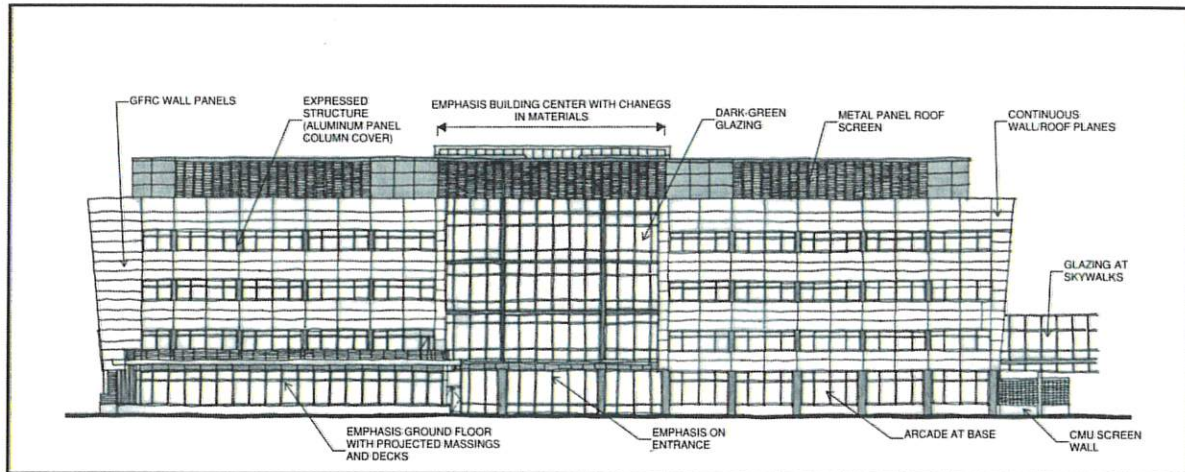 GFRC WALL PANELS
EXPRESSED
STRUCTURE
(ALUMINUM PANEL
COLUMN COVER)
EMPHASIS BUILDING CENTER WITH CHANEGS
IN MATERIALS
DARK-GREEN
GLAZING
METAL PANEL ROOF
SCREEN
CONTINUOUS
WALL/ROOF PLANES
GLAZING AT
SKYWALKS
EMPHASIS GROUND FLOOR
WITH PROJECTED MASSINGS
AND DECKS
EMPHASIS ON
ENTRANCE
ARCADE AT BASE
CMU SCREEN
WALL